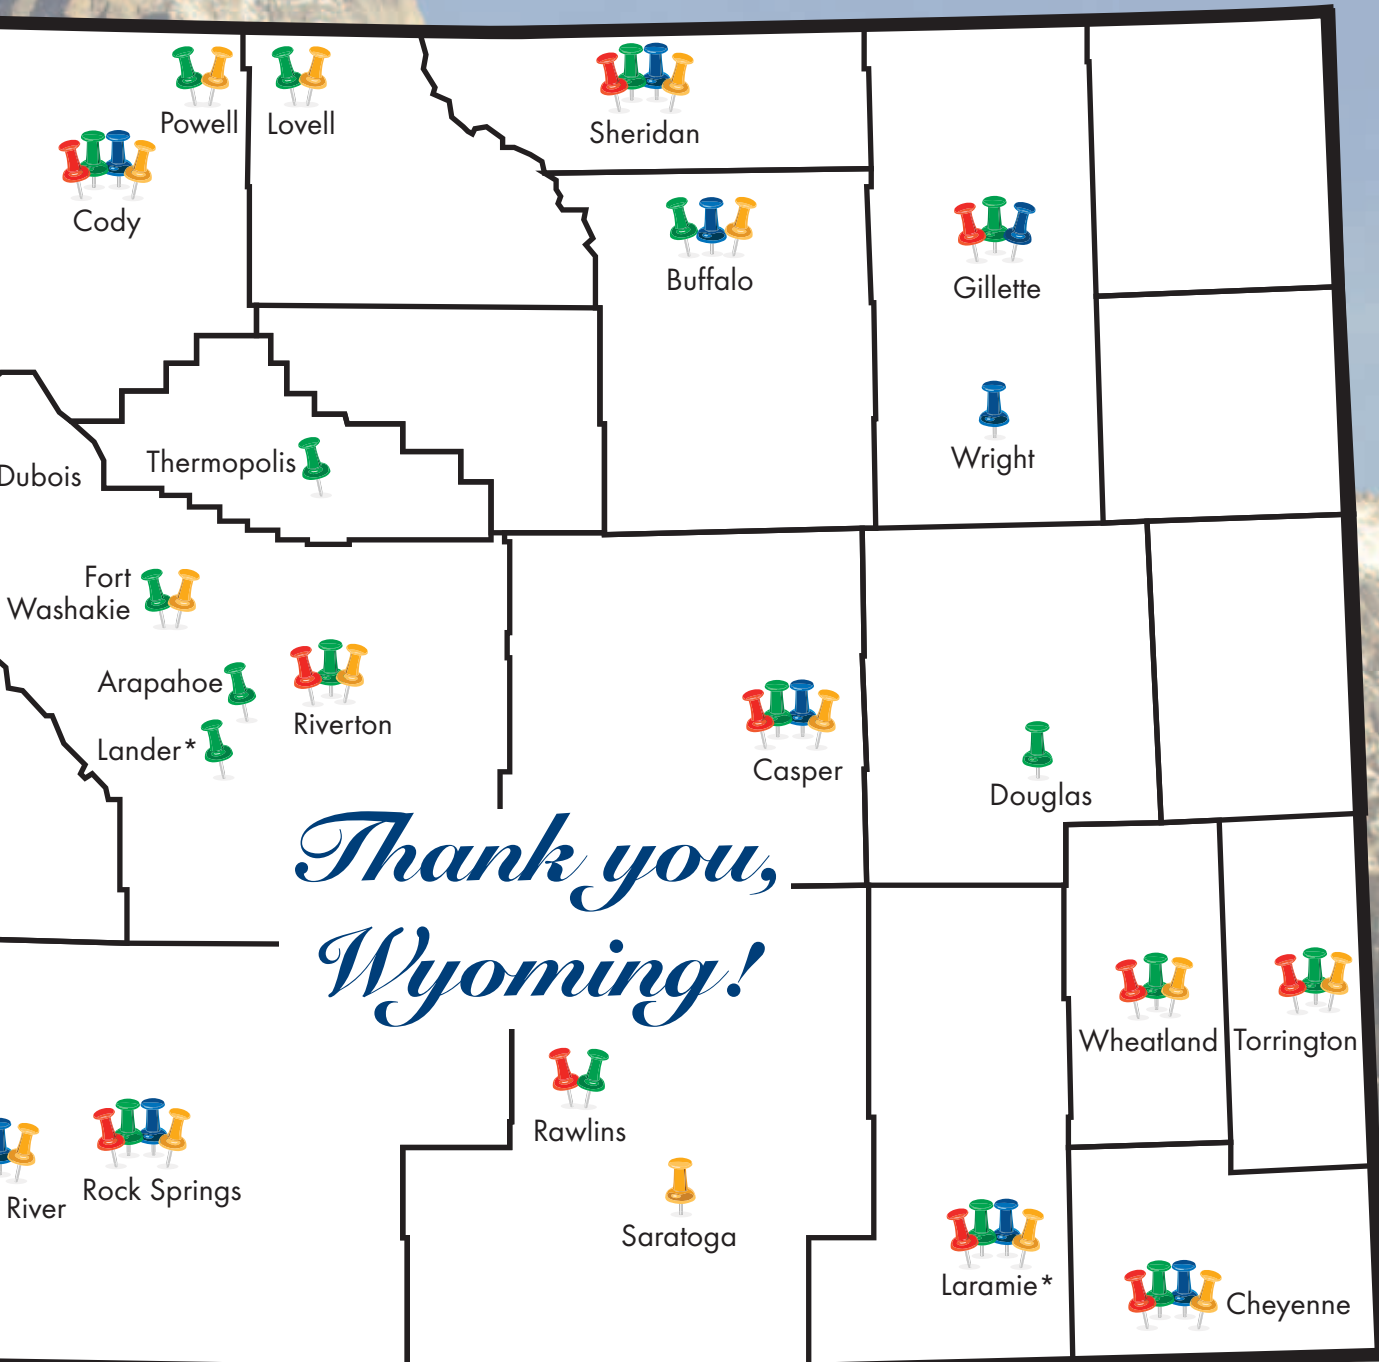 Powell
Lovell
Sheridan
Cody
Buffalo
Gillette
Wright
Dubois
Thermopolis
Fort
Washakie
Arapahoe
Riverton
Lander*
Casper
Douglas
Thank you,
Wyoming!
Wheatland
Torrington
Rawlins
River
Rock Springs
Saratoga
Laramie*
Cheyenne